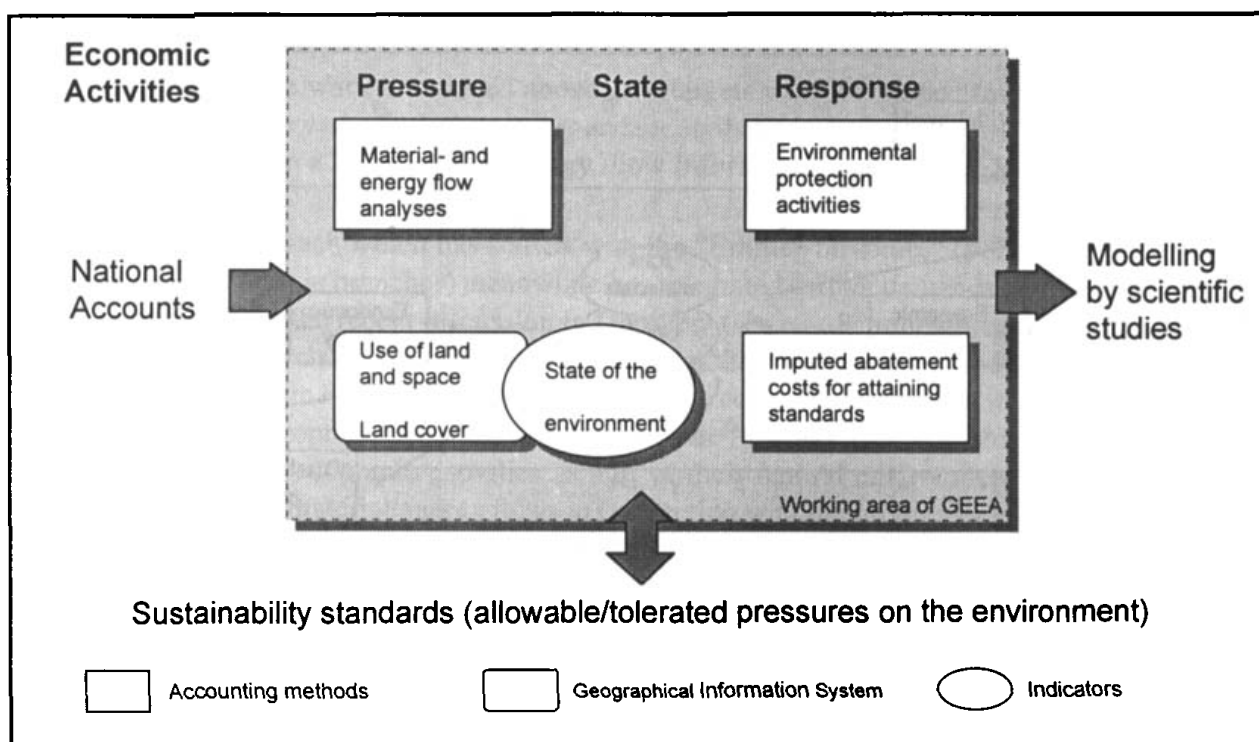 Economic
Activities
Pressure
State
Response
Material- and
energy flow
analyses
Environmental
protection
activities
National
Accounts
Modelling
by scientific
studies
Use of land
and space
Land cover
State of the
environment
Imputed abatement
costs for attaining
standards
Working area of GEEA
Sustainability standards (allowable/tolerated pressures on the environment)
Accounting methods
Geographical Information System
Indicators